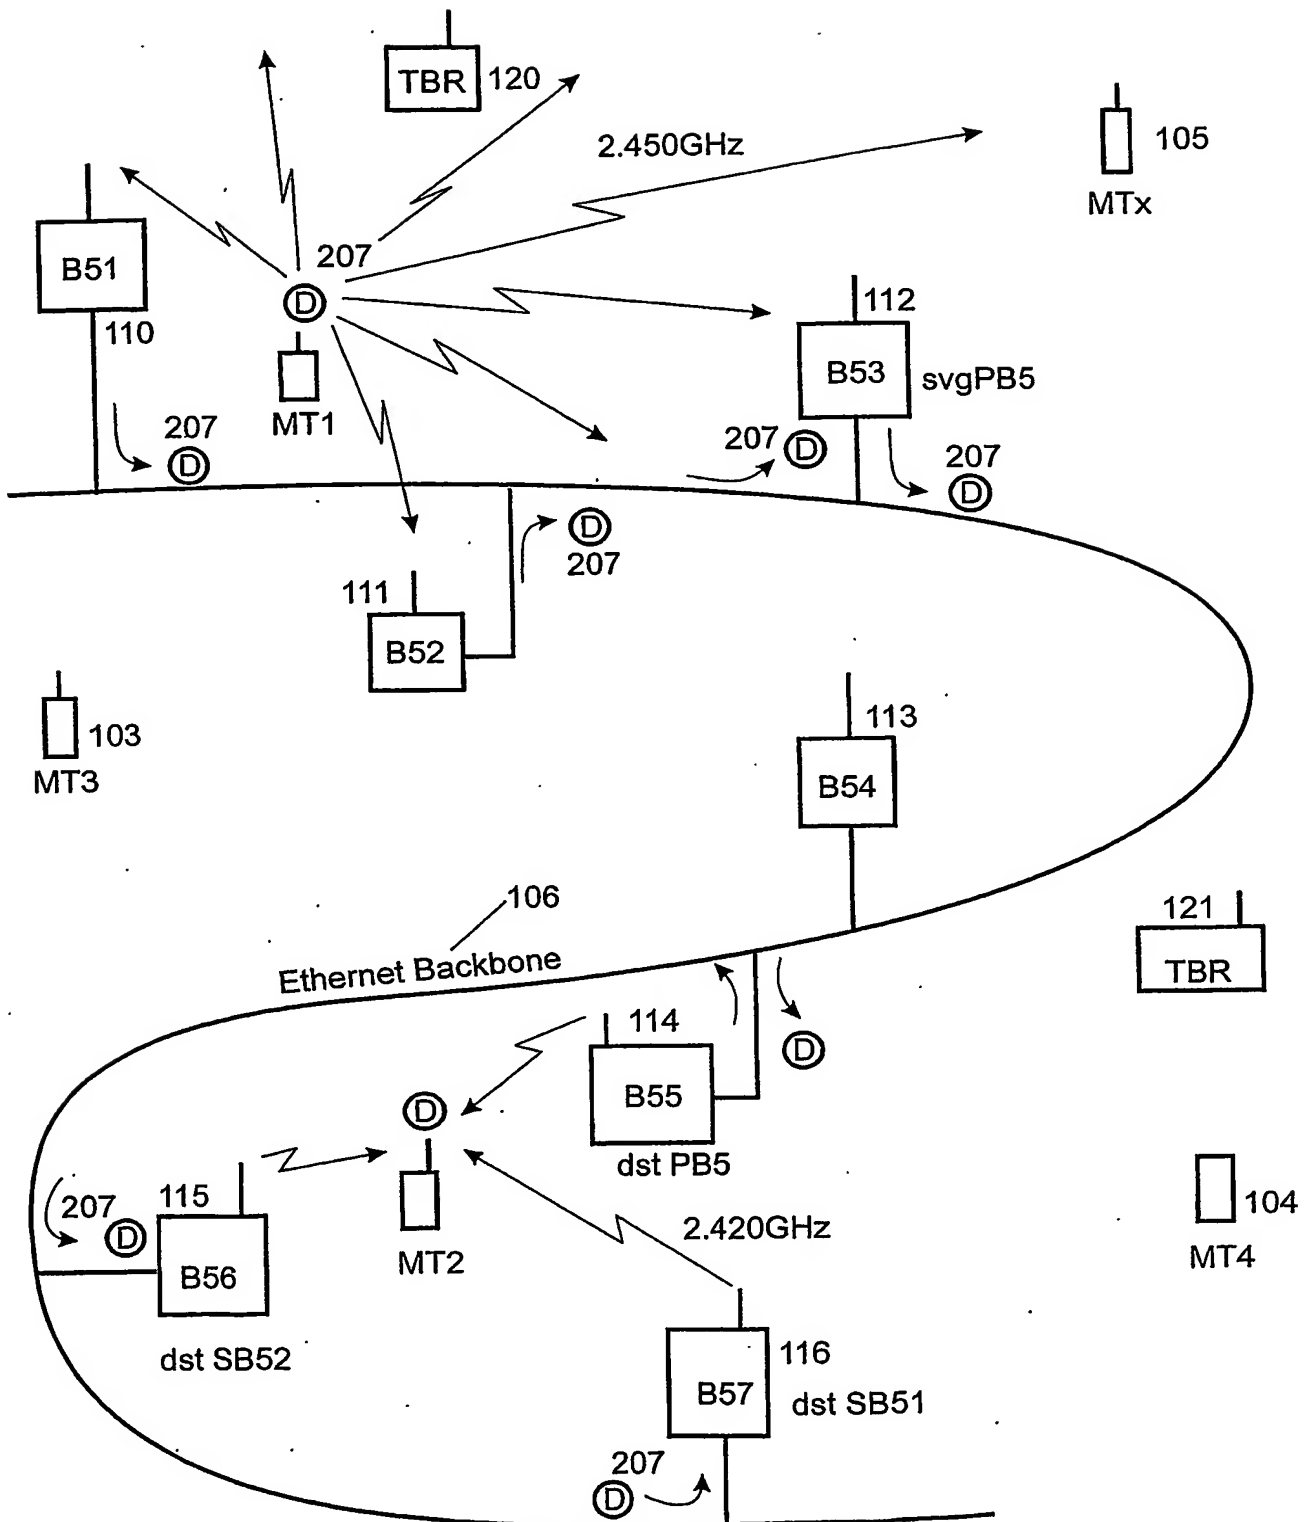 TBR 120
2.450GHz
105
MTx
207
B51
D
110
112
MT1
B53
svgPB5
207
D
207
D
207
D
D
207
111
B52
113
103
MT3
B54
106
121
Ethernet Backbone
TBR
114
D
B55
D
dst PB5
115
207
D
2.420GHz
104
MT2
MT4
B56
dst SB52
116
B57
dst SB51
207
D